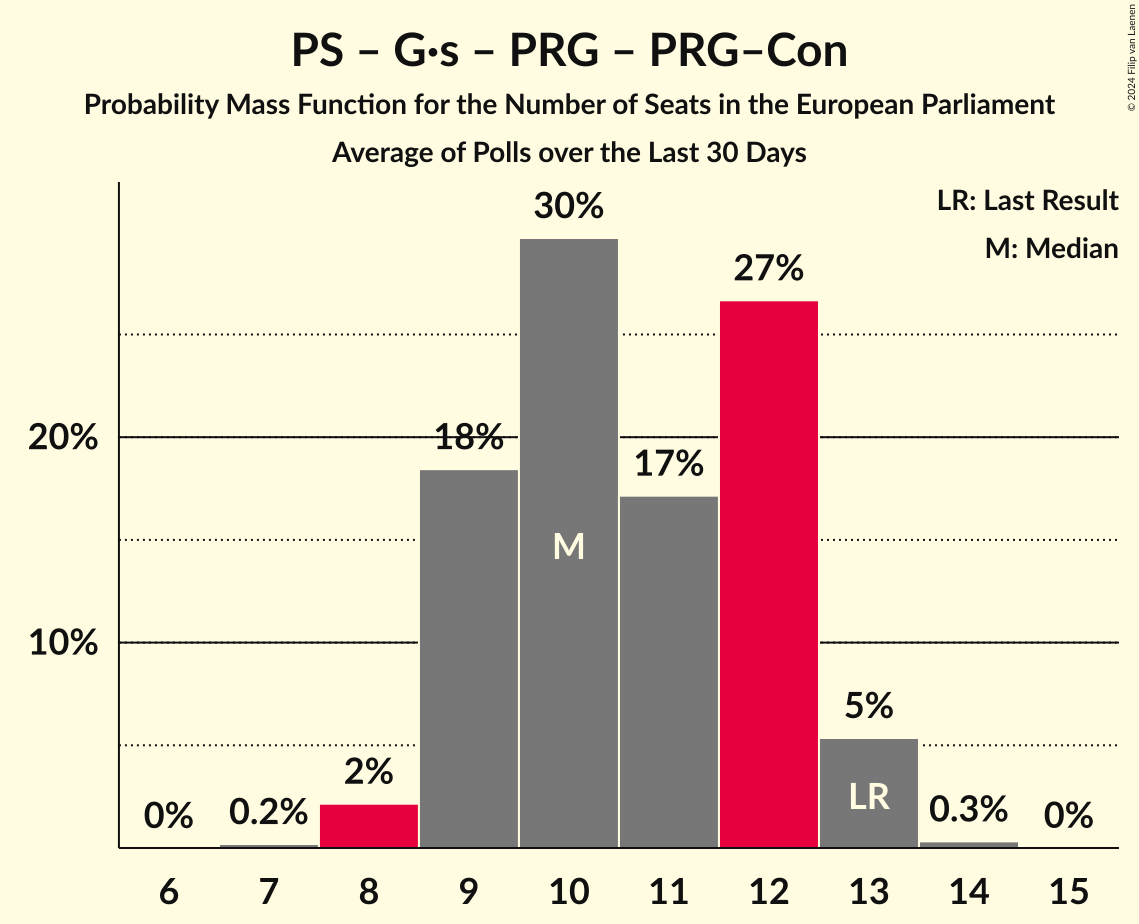 PS – G•s – PRG – PRG–Con
Probability Mass Function for the Number of Seats in the European Parliament
Average of Polls over the Last 30 Days
© 2024 Filip van Laenen
LR: Last Result
M: Median
30%
27%
20%
18%
17%
M
10%
5%
2%
LR
0%
0.2%
0.3%
0%
6 7 8 9 10 11 12 13 14 15